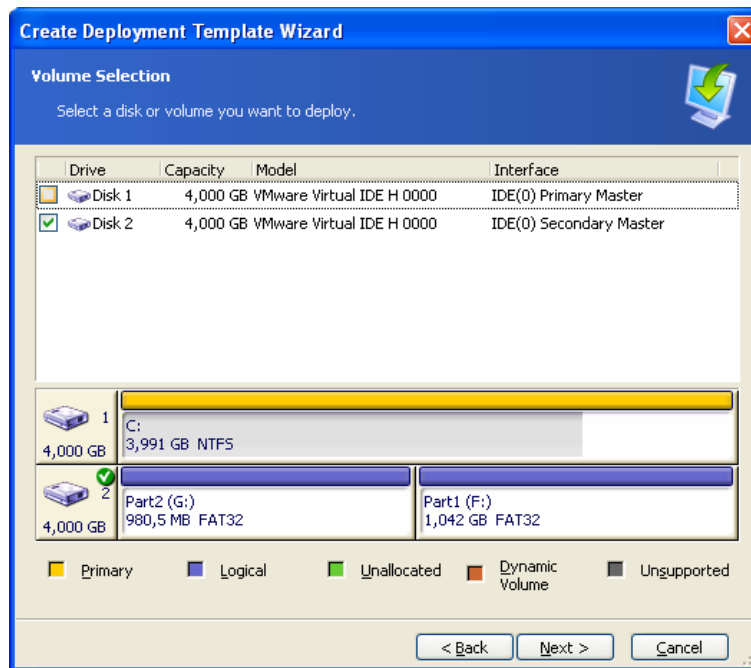 Create Deployment Template Wizard
Volume Selection
Select a disk or volume you want to deploy.
Drive Capacity Model Interface
Disk 1 4,000 GB VMware Virtual IDE H 0000 IDE(0) Primary Master
Disk 2 4,000 GB VMware Virtual IDE H 0000 IDE(0) Secondary Master
1
4,000 GB
C:
3,991 GB NTFS
2
4,000 GB
Part2 (G:)
980,5 MB FAT32
Part1 (F:)
1,042 GB FAT32
Primary Logical Unallocated Dynamic Volume Unsupported
< Back Next > Cancel